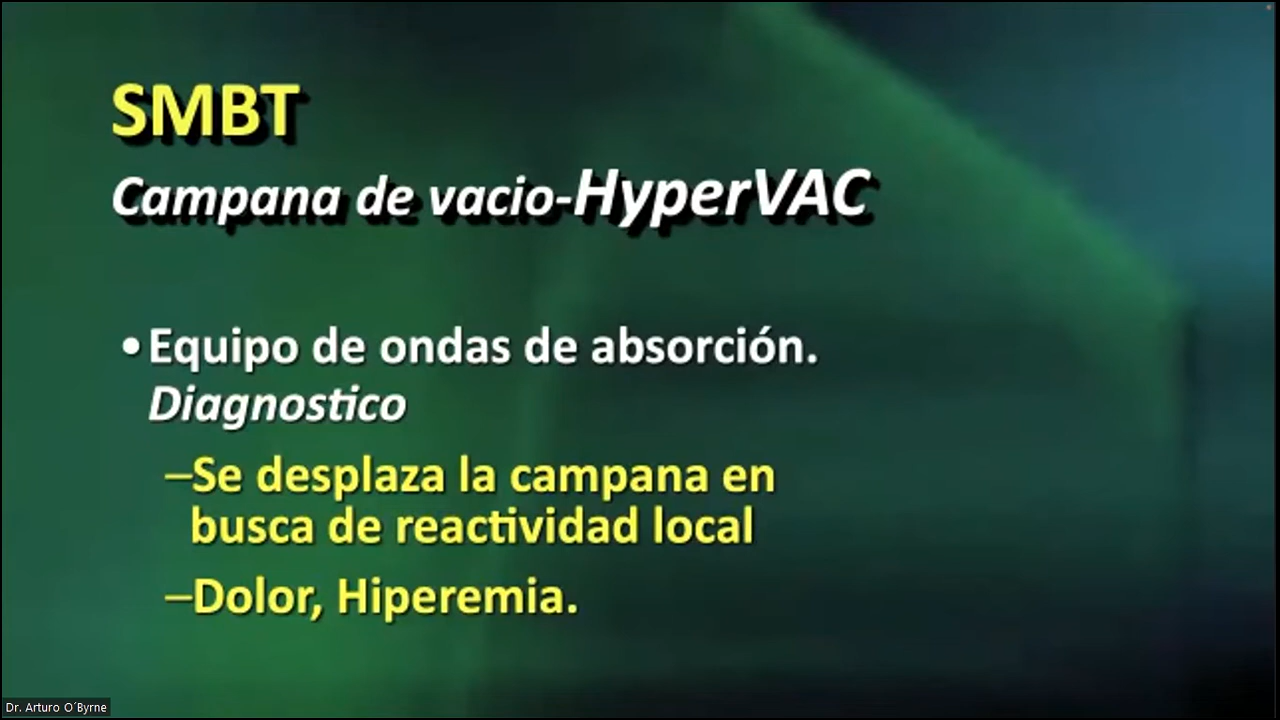 SMBT
Campana de vacio-HyperVAC
•Equipo de ondas de absorción.
Diagnostico
–Se desplaza la campana en
busca de reactividad local
–Dolor, Hiperemia.
Dr. Arturo O´Byrne